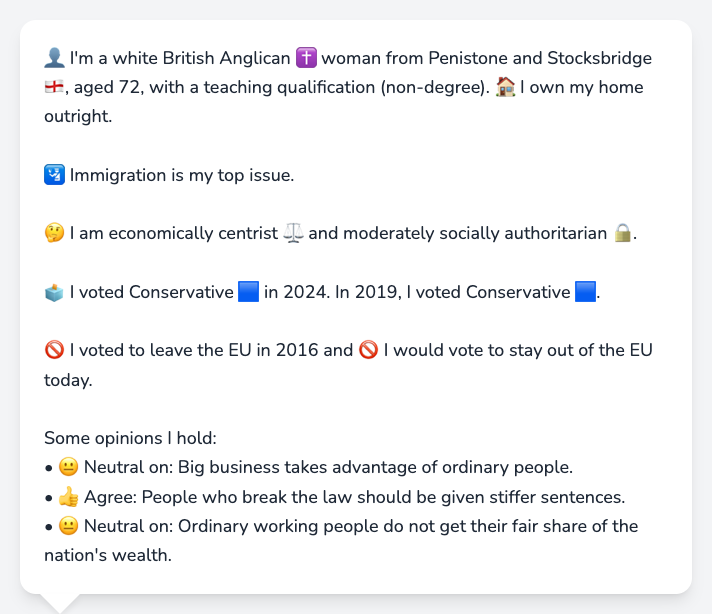 👤 I'm a white British Anglican ✝️ woman from Penistone and Stocksbridge
🏴󠁧󠁢󠁥󠁮󠁧󠁿, aged 72, with a teaching qualification (non-degree). 🏠 I own my home
outright.
🛂 Immigration is my top issue.
🤔 I am economically centrist ⚖️ and moderately socially authoritarian 🔒.
🗳️ I voted Conservative 🟦 in 2024. In 2019, I voted Conservative 🟦.
🚫 I voted to leave the EU in 2016 and 🚫 I would vote to stay out of the EU
today.
Some opinions I hold:
• 😐 Neutral on: Big business takes advantage of ordinary people.
• 👍 Agree: People who break the law should be given stiffer sentences.
• 😐 Neutral on: Ordinary working people do not get their fair share of the
nation's wealth.